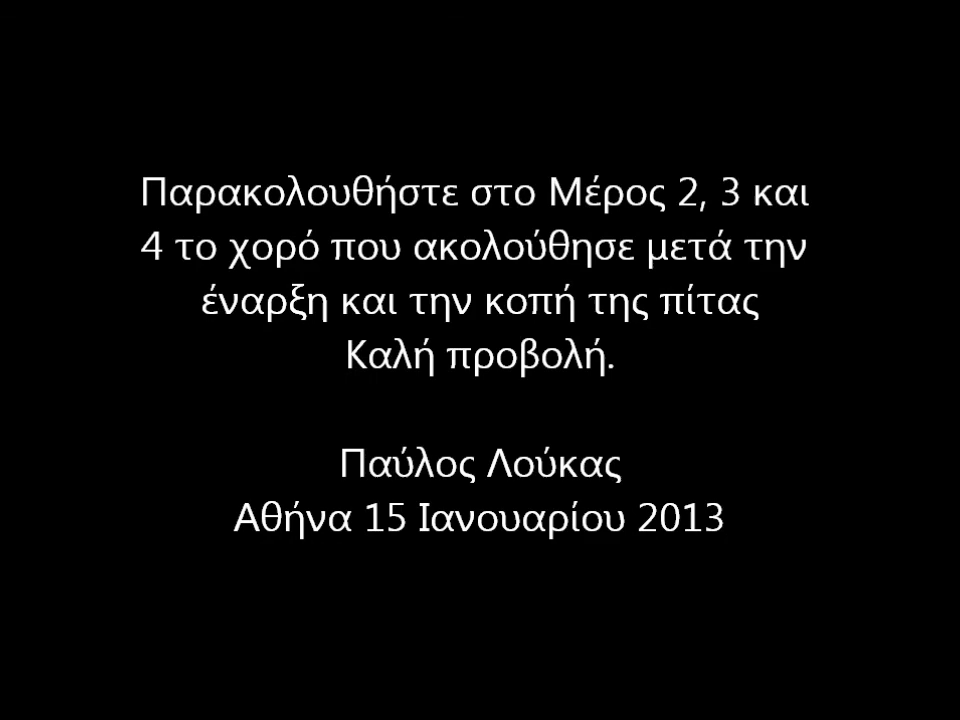 Παρακολουθήστε στο Μέρος 2, 3 και
4 το χορό που ακολούθησε μετά την
έναρξη και την κοπή της πίτας
Καλή προβολή.
Παύλος Λούκας
Αθήνα 15 Ιανουαρίου 2013